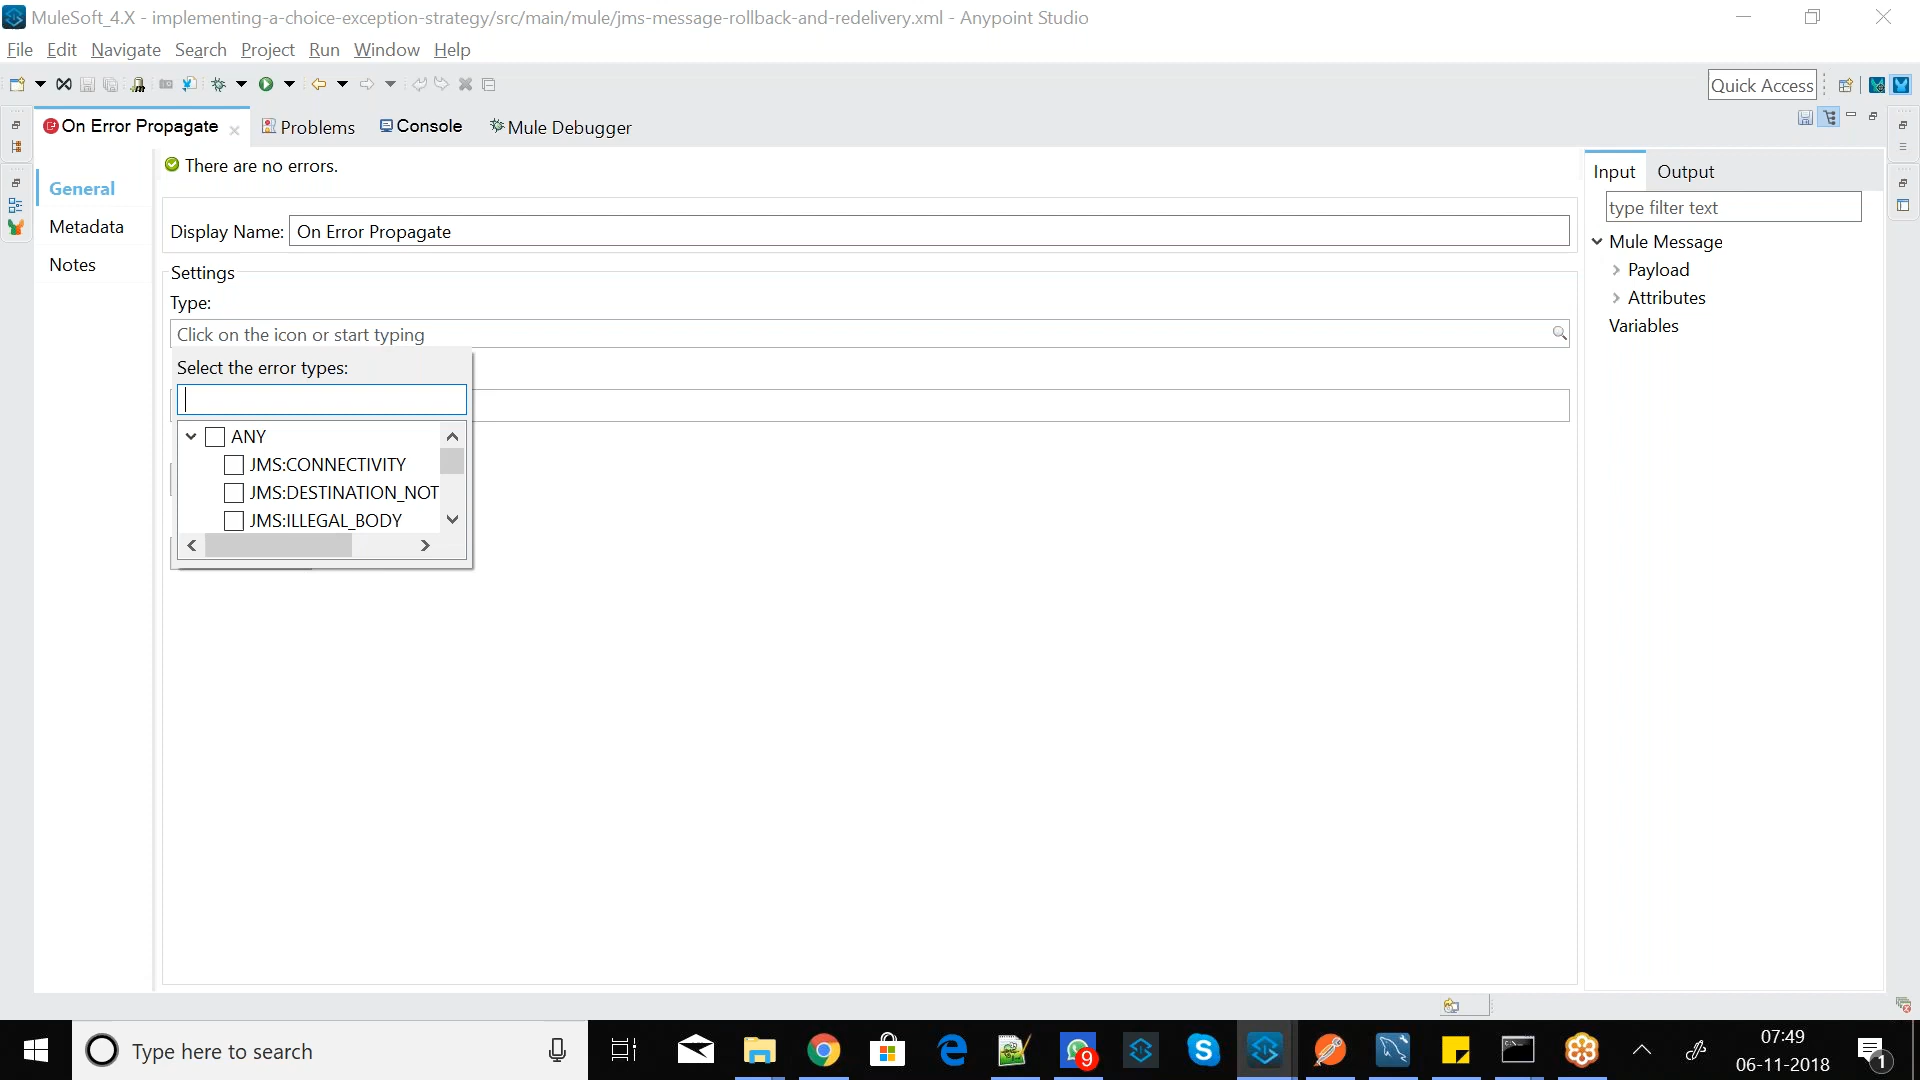 MuleSoft_4.X - implementing-a-choice-exception-strategy/src/main/mule/jms-message-rollback-and-redelivery.xml - Anypoint Studio
File Edit Navigate Search Project Run Window Help
Quick Access
On Error Propagate Problems Console Mule Debugger
There are no errors.
General
Metadata
Notes
Display Name: On Error Propagate
Settings
Type:
Click on the icon or start typing
Select the error types:
ANY
JMS:CONNECTIVITY
JMS:DESTINATION_NOT
JMS:ILLEGAL_BODY
Input Output
type filter text
Mule Message
Payload
Attributes
Variables
Type here to search
9
07:49
06-11-2018
1